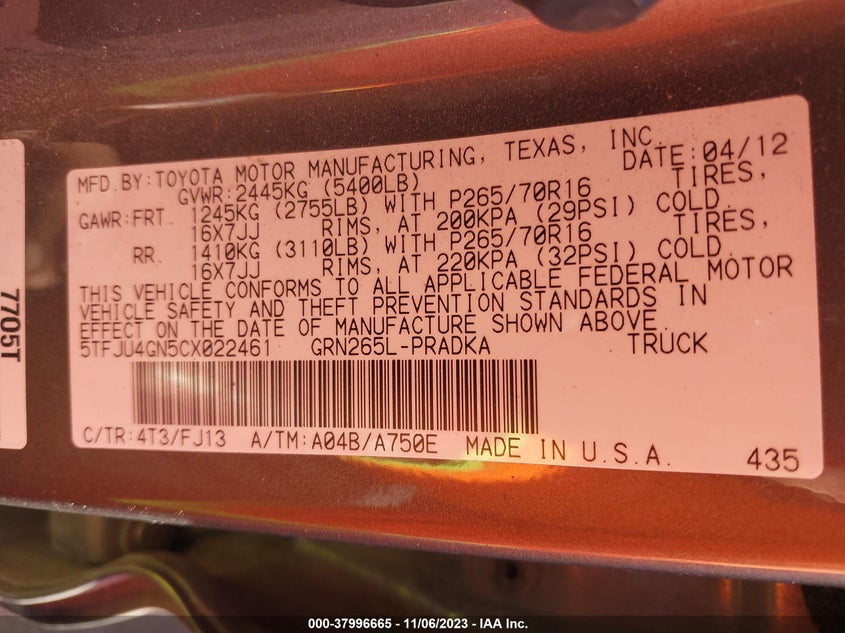 MFD.BY:TOYOTA MOTOR MANUFACTURING, TEXAS, INC.
DATE:04/12
GVWR:2445KG (5400LB)
GAWR:FRT. 1245KG (2755LB) WITH P265/70R16 TIRES,
16X7JJ RIMS, AT 200KPA (29PSI) COLD.
RR. 1410KG (3110LB) WITH P265/70R16 TIRES,
16X7JJ RIMS, AT 220KPA (32PSI) COLD.
THIS VEHICLE CONFORMS TO ALL APPLICABLE FEDERAL MOTOR
VEHICLE SAFETY AND THEFT PREVENTION STANDARDS IN
EFFECT ON THE DATE OF MANUFACTURE SHOWN ABOVE.
5TFJU4GN5CX022461 GRN265L-PRADKA TRUCK
C/TR:4T3/FJ13 A/TM:A04B/A750E MADE IN U.S.A. 435
7705T
000-37996665 - 11/06/2023 - IAA Inc.